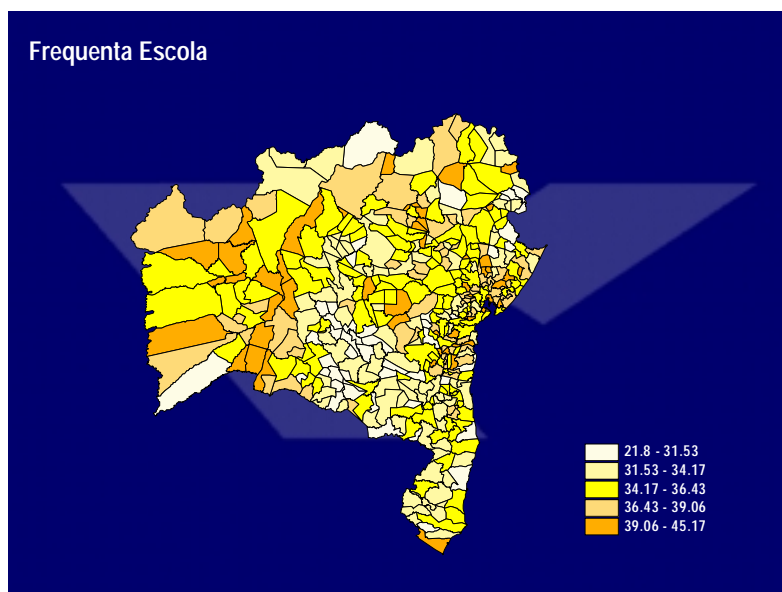 Frequenta Escola
21.8 - 31.53
31.53 - 34.17
34.17 - 36.43
36.43 - 39.06
39.06 - 45.17